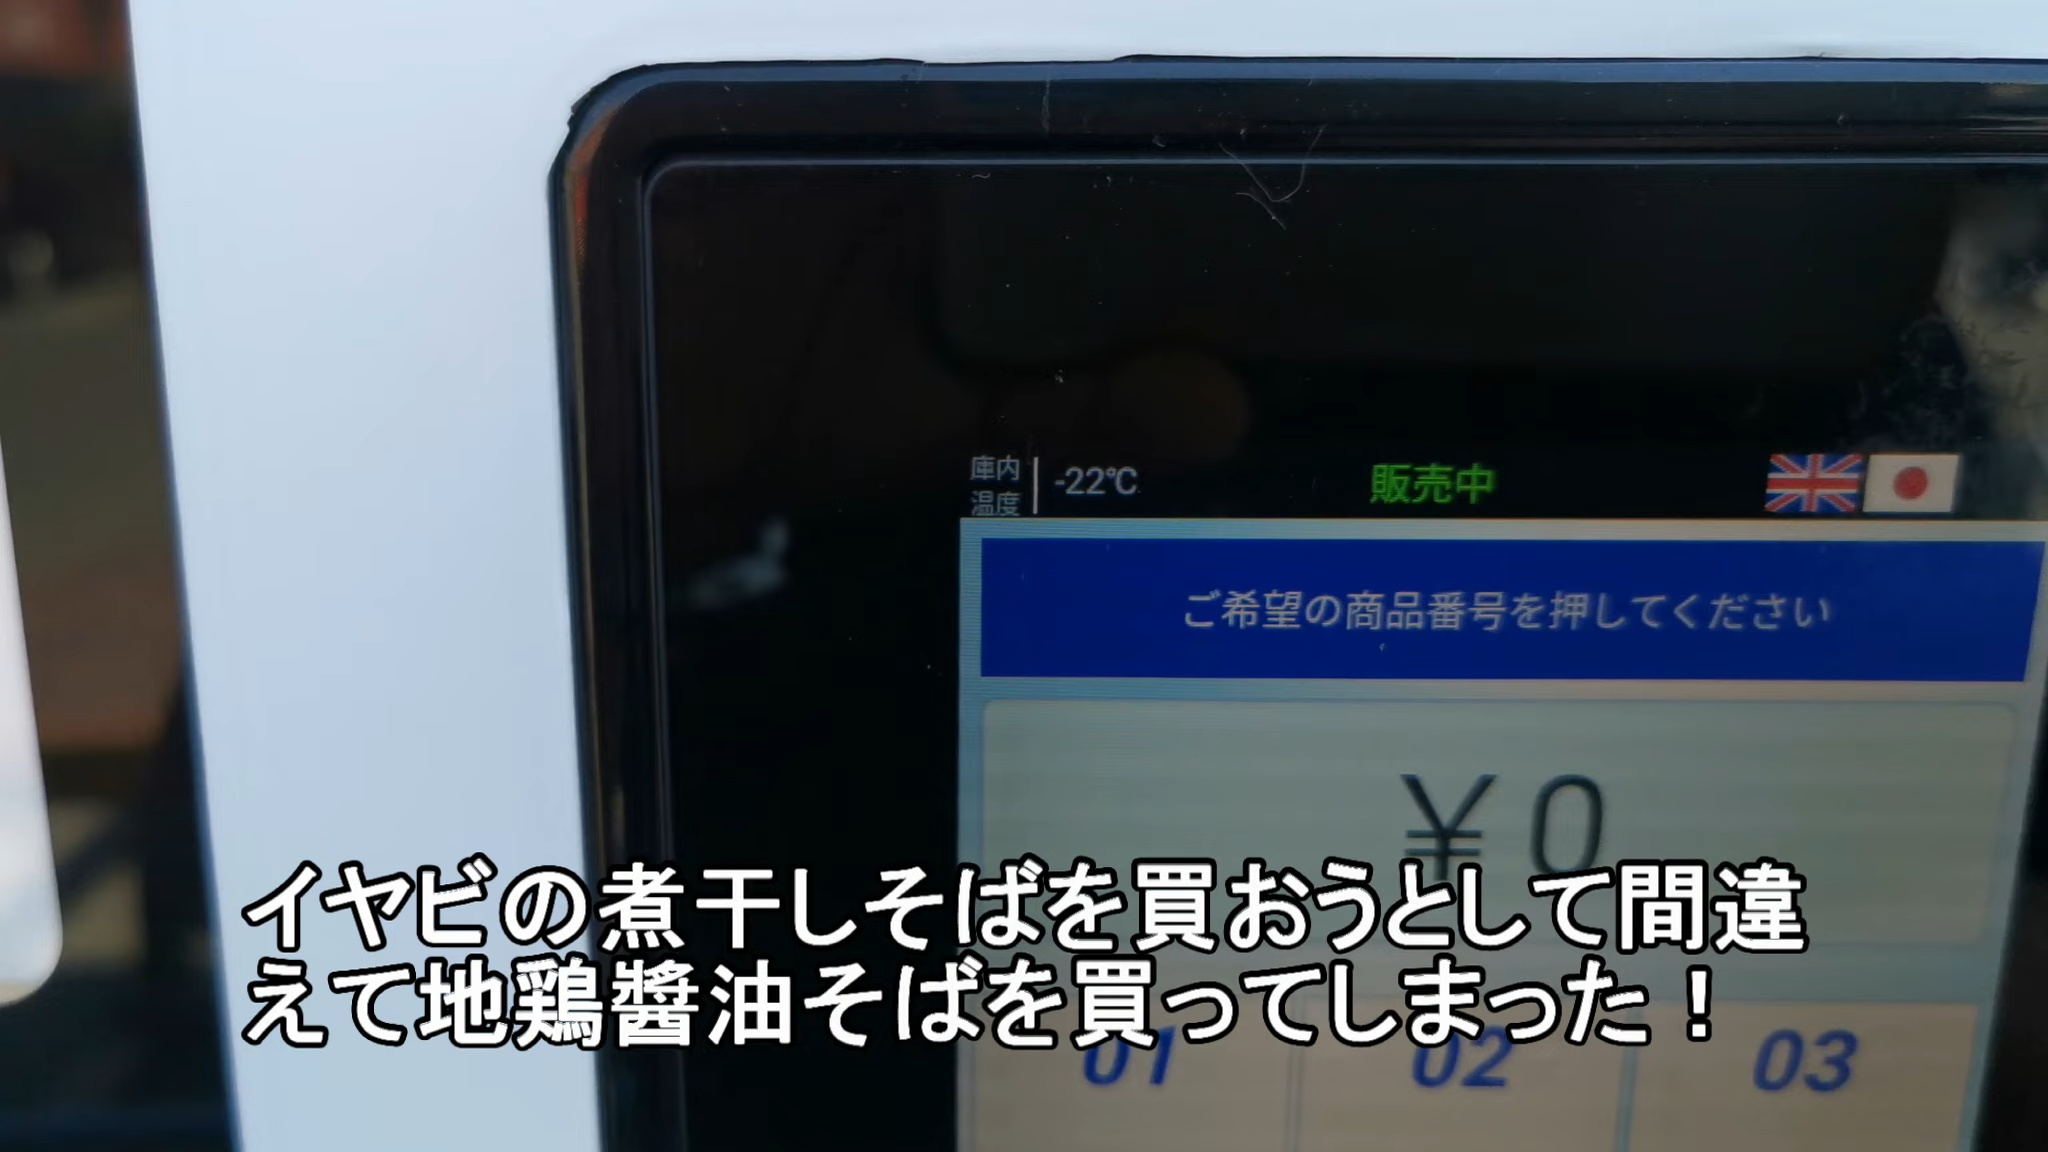 庫内
温度
-22℃
販売中
ご希望の商品番号を押してください
￥0
イヤビの煮干しそばを買おうとして間違
えて地鶏醬油そばを買ってしまった！
01
02
03